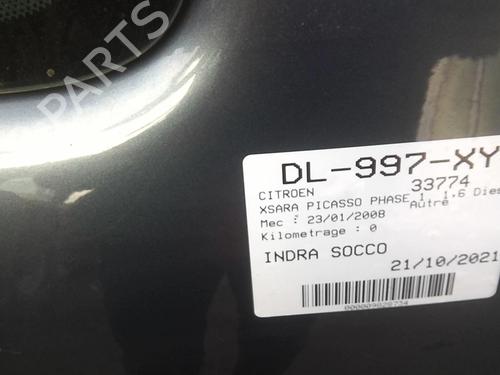 PARTS
DL-997-XY
CITROEN 33774
XSARA PICASSO PHASE 1 1.6 Dies
Mec : 23/01/2008 Autre
Kilometrage : 0
INDRA SOCCO
21/10/2021